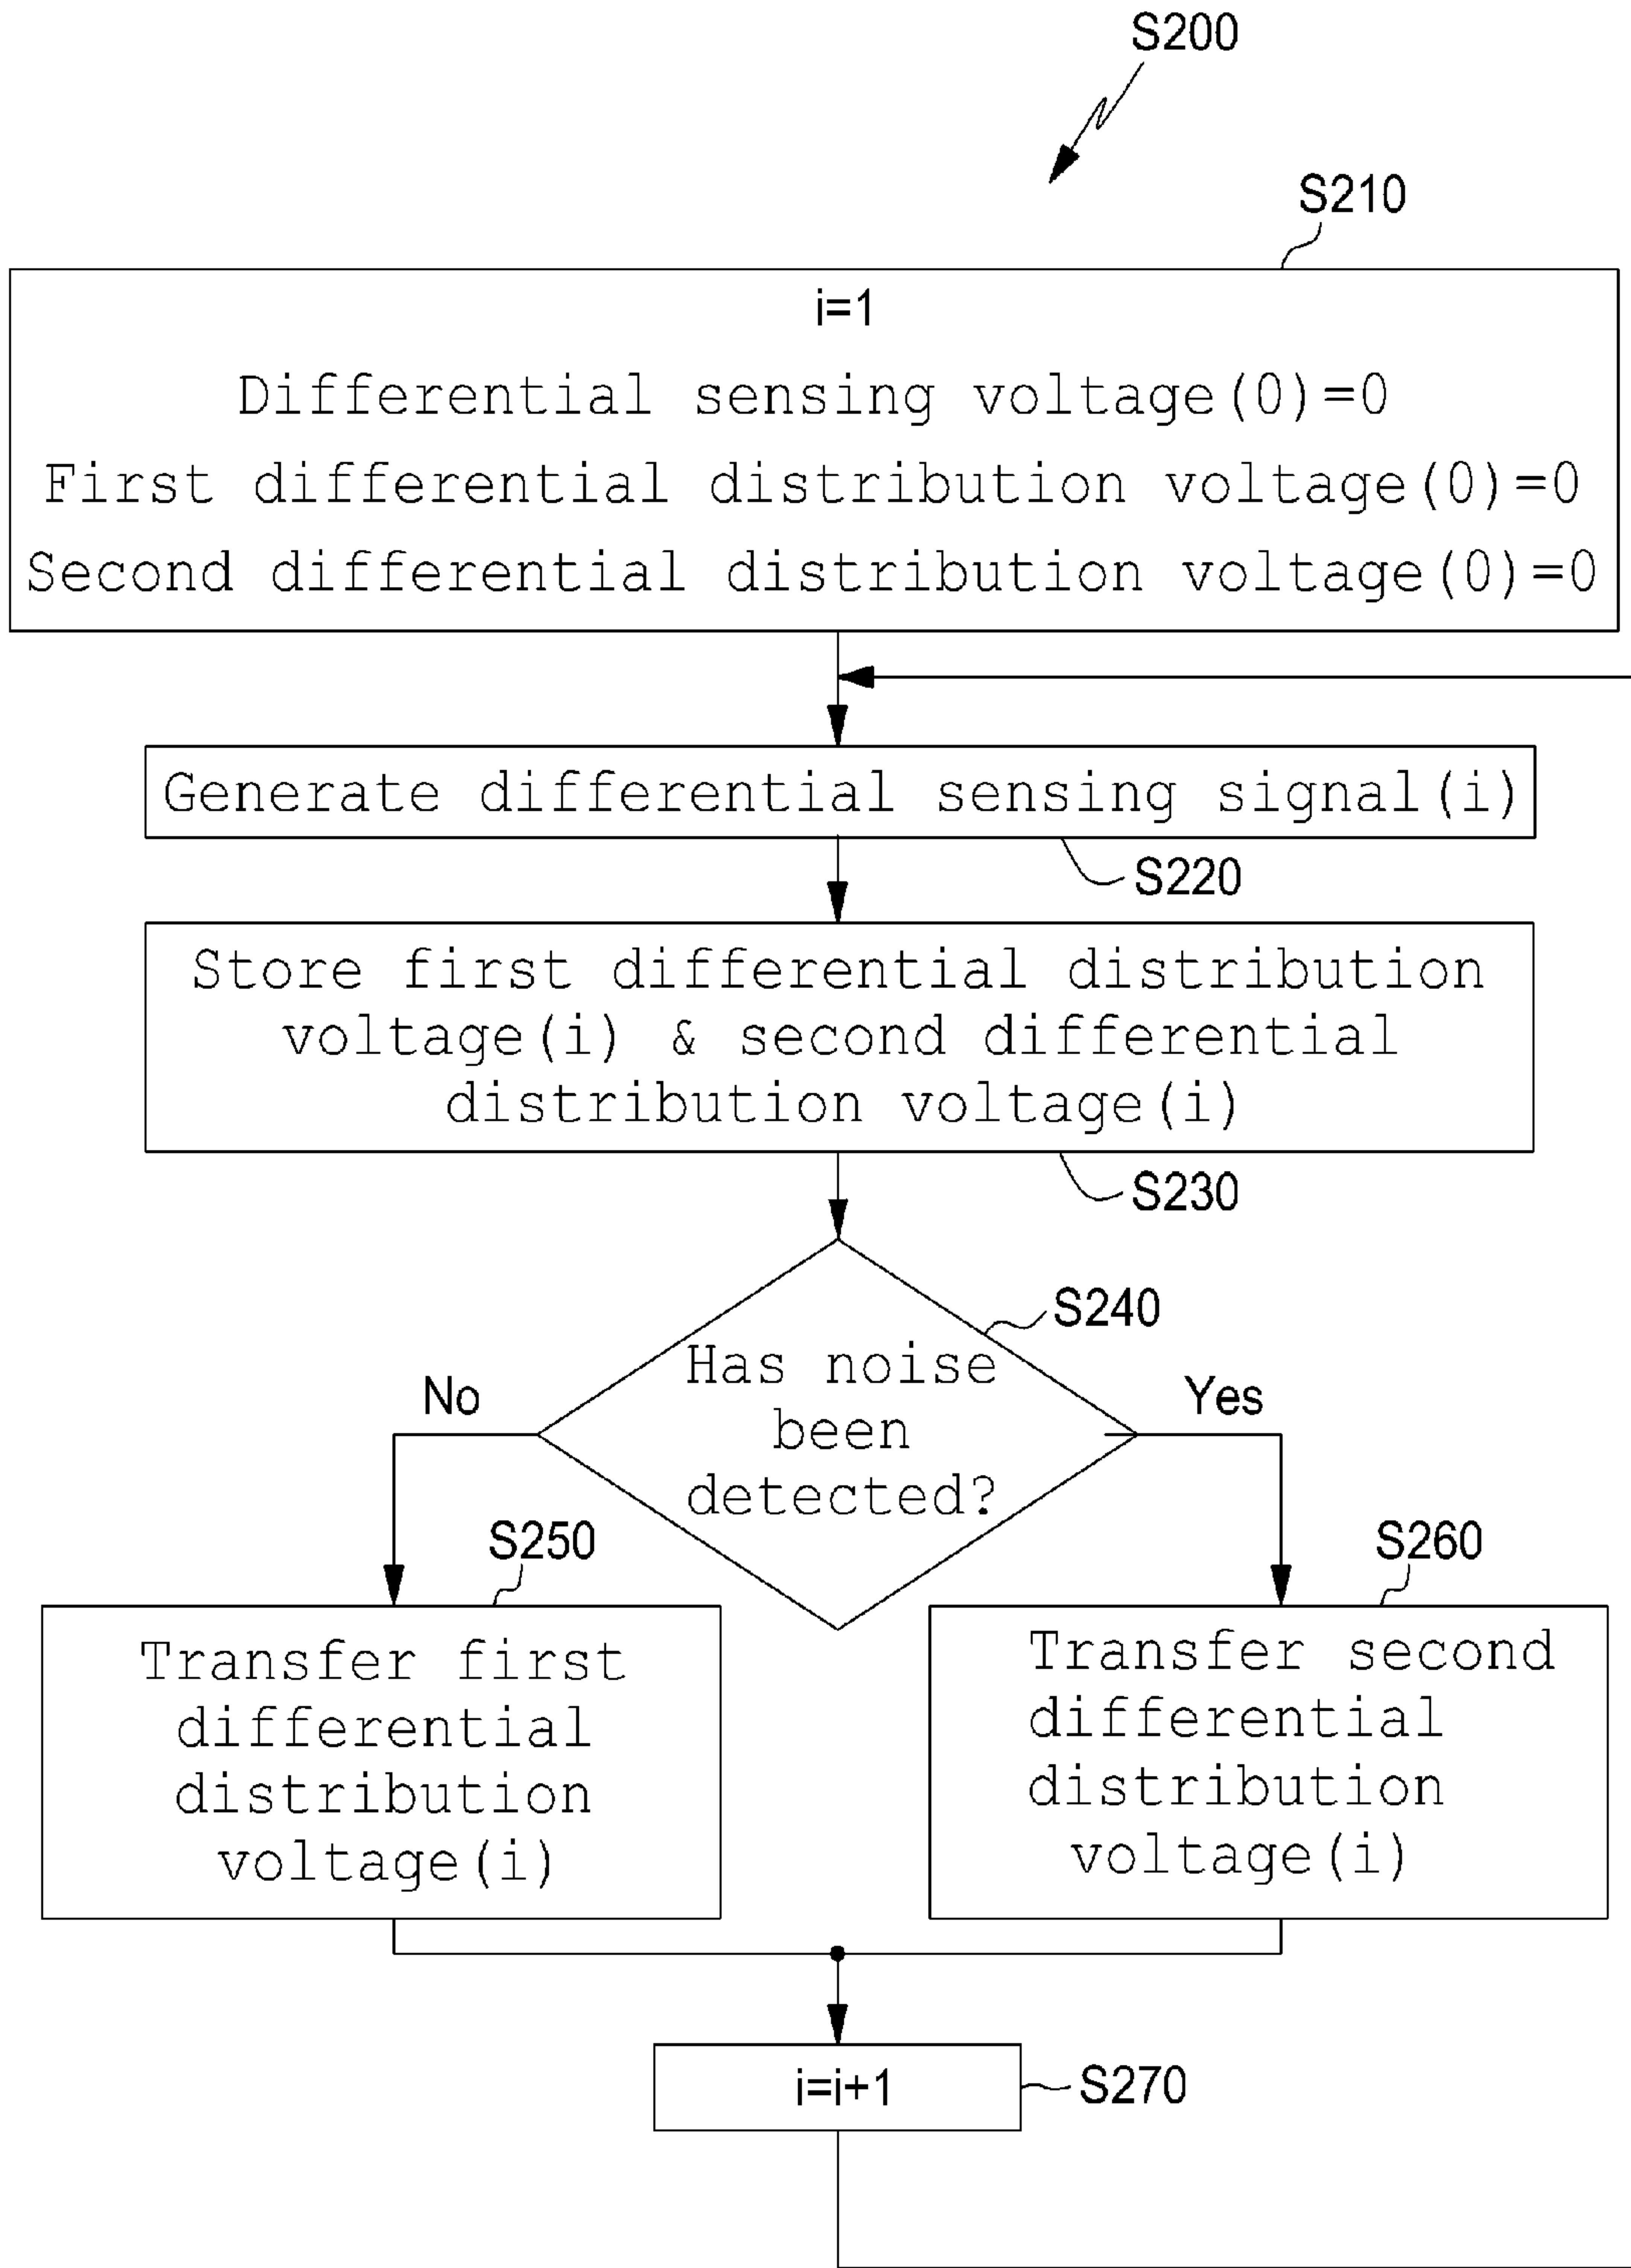 S200
S210
i=1
Differential sensing voltage(0)=0
First differential distribution voltage(0)=0
Second differential distribution voltage(0)=0
Generate differential sensing signal(i)
S220
Store first differential distribution
voltage(i) & second differential
distribution voltage(i)
S230
S240
Has noise
been
detected?
No
Yes
S250
Transfer first
differential
distribution
voltage(i)
S260
Transfer second
differential
distribution
voltage(i)
i=i+1
S270